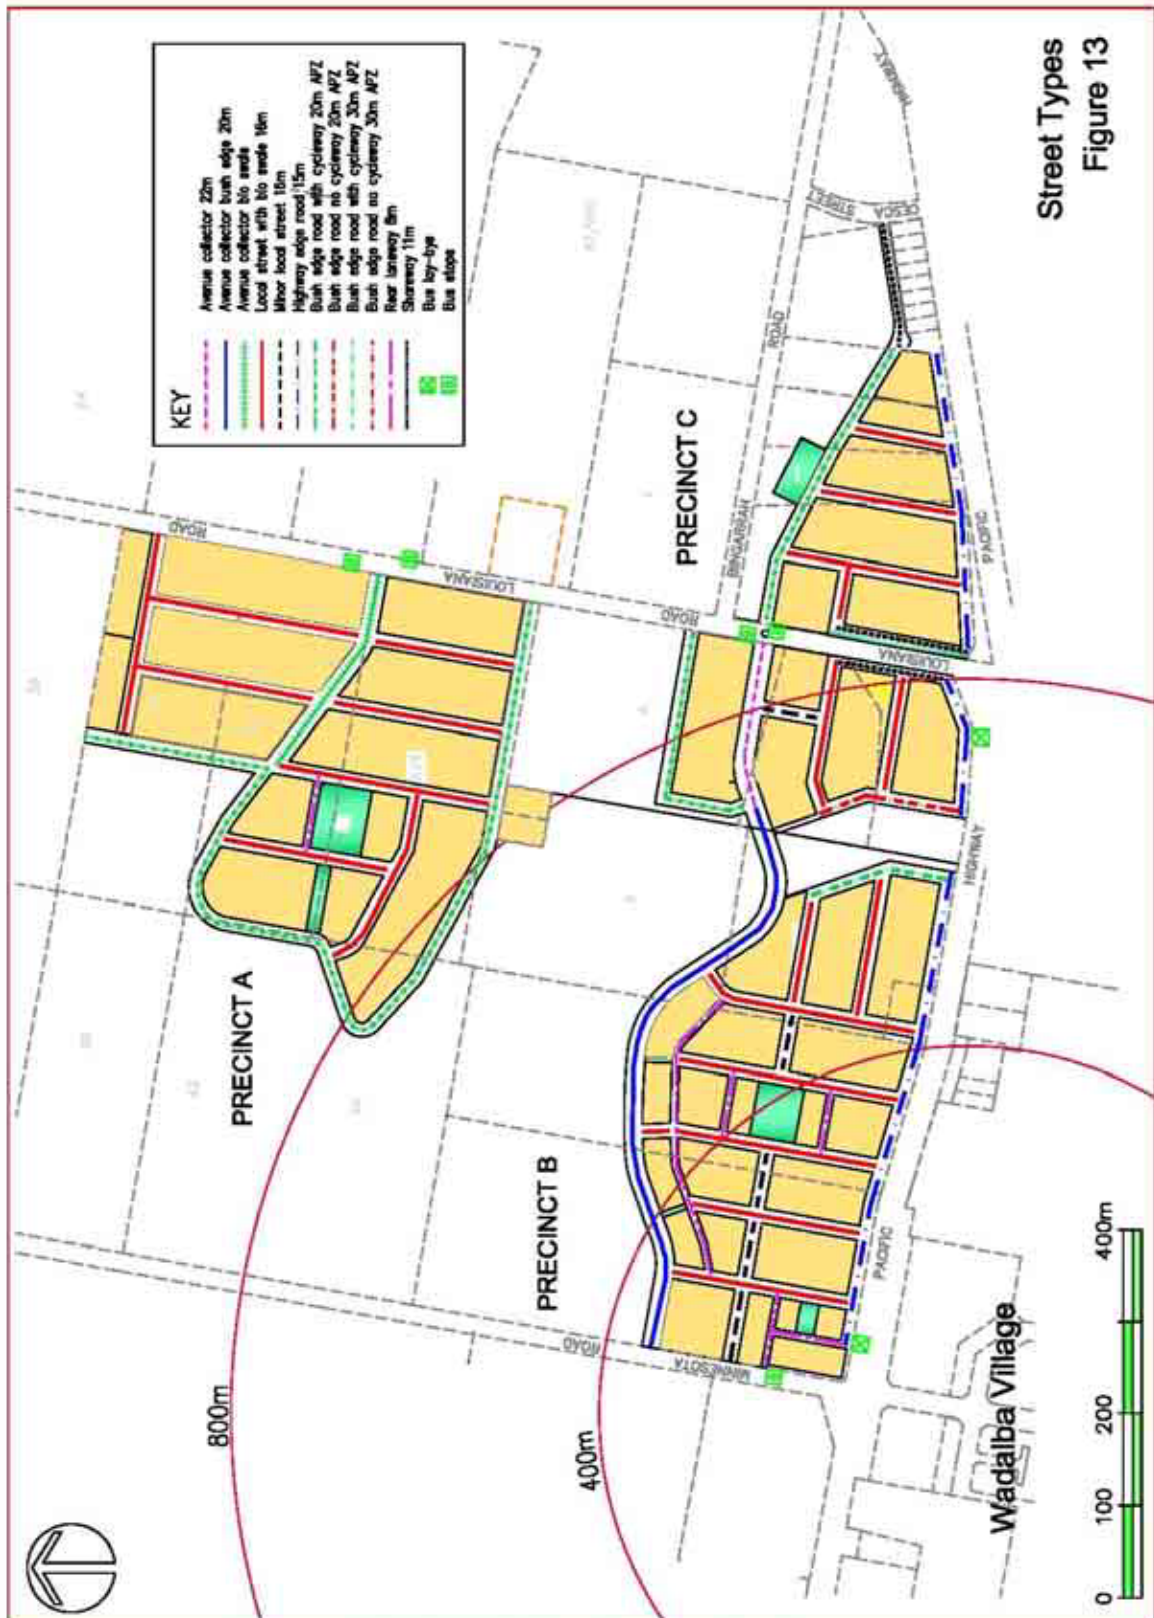 Street Types
Figure 13
KEY
Avenue collector 22m
Avenue collector bush edge 20m
Avenue collector bio swale
Local street with bio swale 16m
Minor local street 16m
Highway edge road 15m
Bush edge road with cycleway 20m APZ
Bush edge road no cycleway 20m APZ
Bush edge road with cycleway 30m APZ
Bush edge road no cycleway 30m APZ
Rear laneway 8m
Shareway 11m
Bus lay-bys
Bus stops
PRECINCT A
PRECINCT B
PRECINCT C
800m
400m
ROAD
LOUISIANA
ROAD
BINGARRAH
ROAD
LOUISIANA
PACIFIC
HIGHWAY
PACIFIC
HIGHWAY
STREET
ROAD
MINNESOTA
Wadalba Village
0
100
200
400m